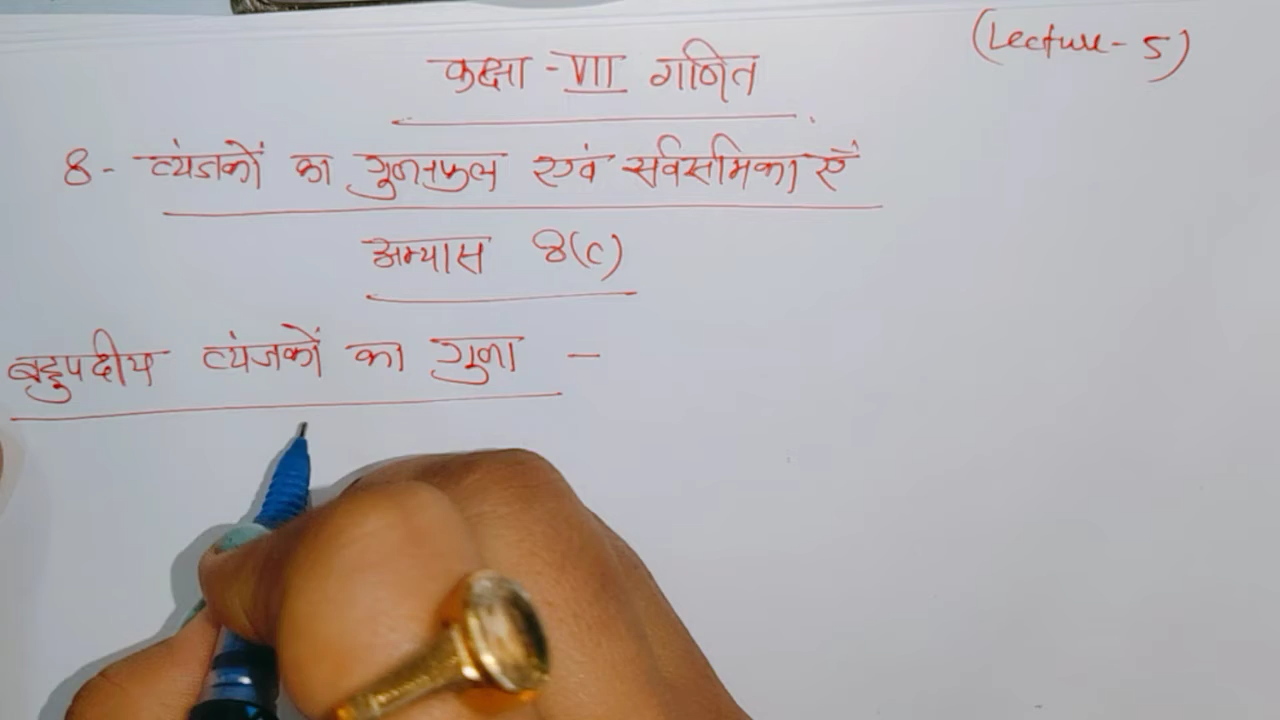 (Lecture-5)
कक्षा -VII गणित
8- व्यंजकों का गुणनफल एवं सर्वसमिकाएँ
अभ्यास 8(c)
बहुपदीय व्यंजकों का गुणा -